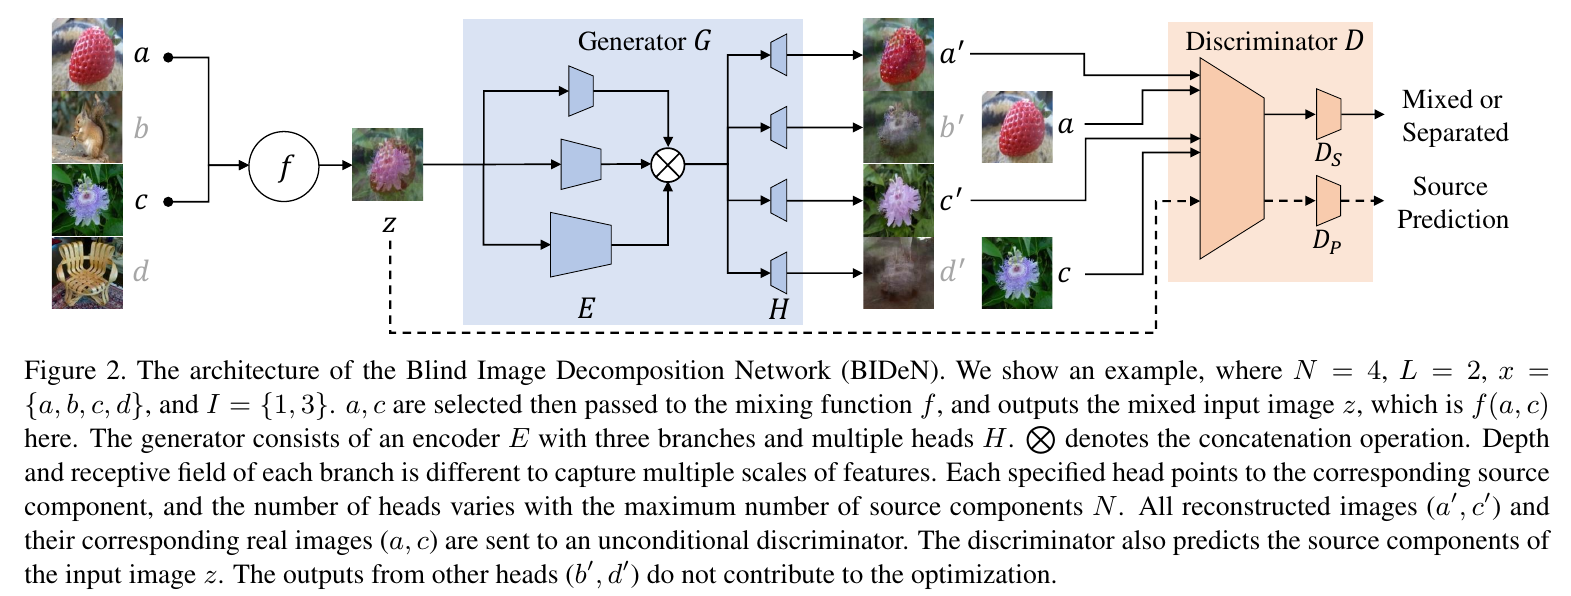 a
b
c
d
f
z
Generator G
E
H
a′
b′
c′
d′
a
c
Discriminator D
D_S
D_P
Mixed or
Separated
Source
Prediction
Figure 2. The architecture of the Blind Image Decomposition Network (BIDeN). We show an example, where N = 4, L = 2, x =
{a, b, c, d}, and I = {1, 3}. a, c are selected then passed to the mixing function f, and outputs the mixed input image z, which is f(a, c)
here. The generator consists of an encoder E with three branches and multiple heads H. ⊗ denotes the concatenation operation. Depth
and receptive field of each branch is different to capture multiple scales of features. Each specified head points to the corresponding source
component, and the number of heads varies with the maximum number of source components N. All reconstructed images (a′, c′) and
their corresponding real images (a, c) are sent to an unconditional discriminator. The discriminator also predicts the source components of
the input image z. The outputs from other heads (b′, d′) do not contribute to the optimization.